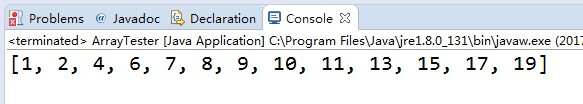 Problems @ Javadoc Declaration Console
<terminated> ArrayTester [Java Application] C:\Program Files\Java\jre1.8.0_131\bin\javaw.exe (2017
[1, 2, 4, 6, 7, 8, 9, 10, 11, 13, 15, 17, 19]